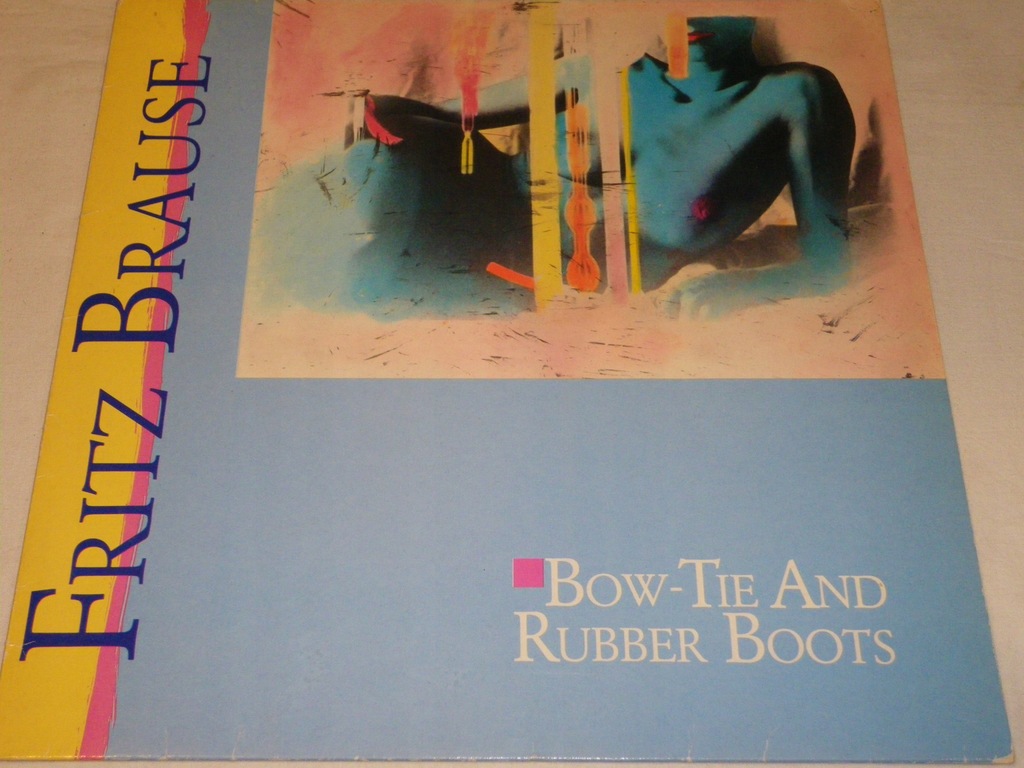 FRITZ BRAUSE
BOW-TIE AND
RUBBER BOOTS